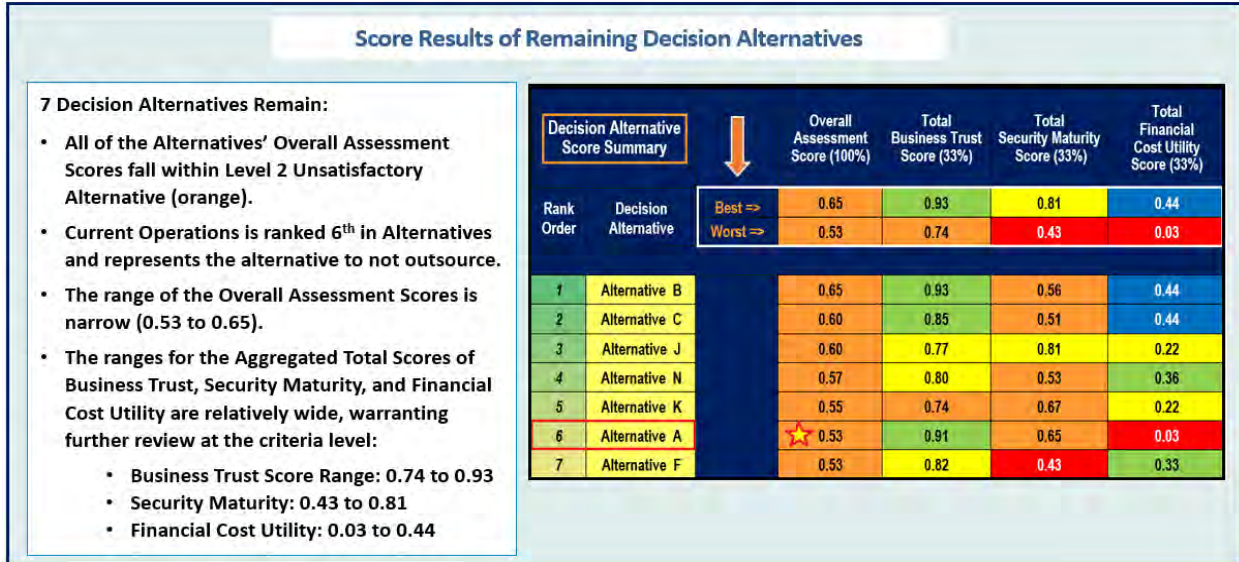 Score Results of Remaining Decision Alternatives
7 Decision Alternatives Remain:
• All of the Alternatives' Overall Assessment
Scores fall within Level 2 Unsatisfactory
Alternative (orange).
• Current Operations is ranked 6th in Alternatives
and represents the alternative to not outsource.
• The range of the Overall Assessment Scores is
narrow (0.53 to 0.65).
• The ranges for the Aggregated Total Scores of
Business Trust, Security Maturity, and Financial
Cost Utility are relatively wide, warranting
further review at the criteria level:
• Business Trust Score Range: 0.74 to 0.93
• Security Maturity: 0.43 to 0.81
• Financial Cost Utility: 0.03 to 0.44
Decision Alternative
Score Summary
Overall
Assessment
Score (100%)
Total
Business Trust
Score (33%)
Total
Security Maturity
Score (33%)
Total
Financial
Cost Utility
Score (33%)
Rank
Order
Decision
Alternative
Best => 0.65 0.93 0.81 0.44
Worst => 0.53 0.74 0.43 0.03
1 Alternative B 0.65 0.93 0.56 0.44
2 Alternative C 0.60 0.85 0.51 0.44
3 Alternative J 0.60 0.77 0.81 0.22
4 Alternative N 0.57 0.80 0.53 0.36
5 Alternative K 0.55 0.74 0.67 0.22
6 Alternative A 0.53 0.91 0.65 0.03
7 Alternative F 0.53 0.82 0.43 0.33